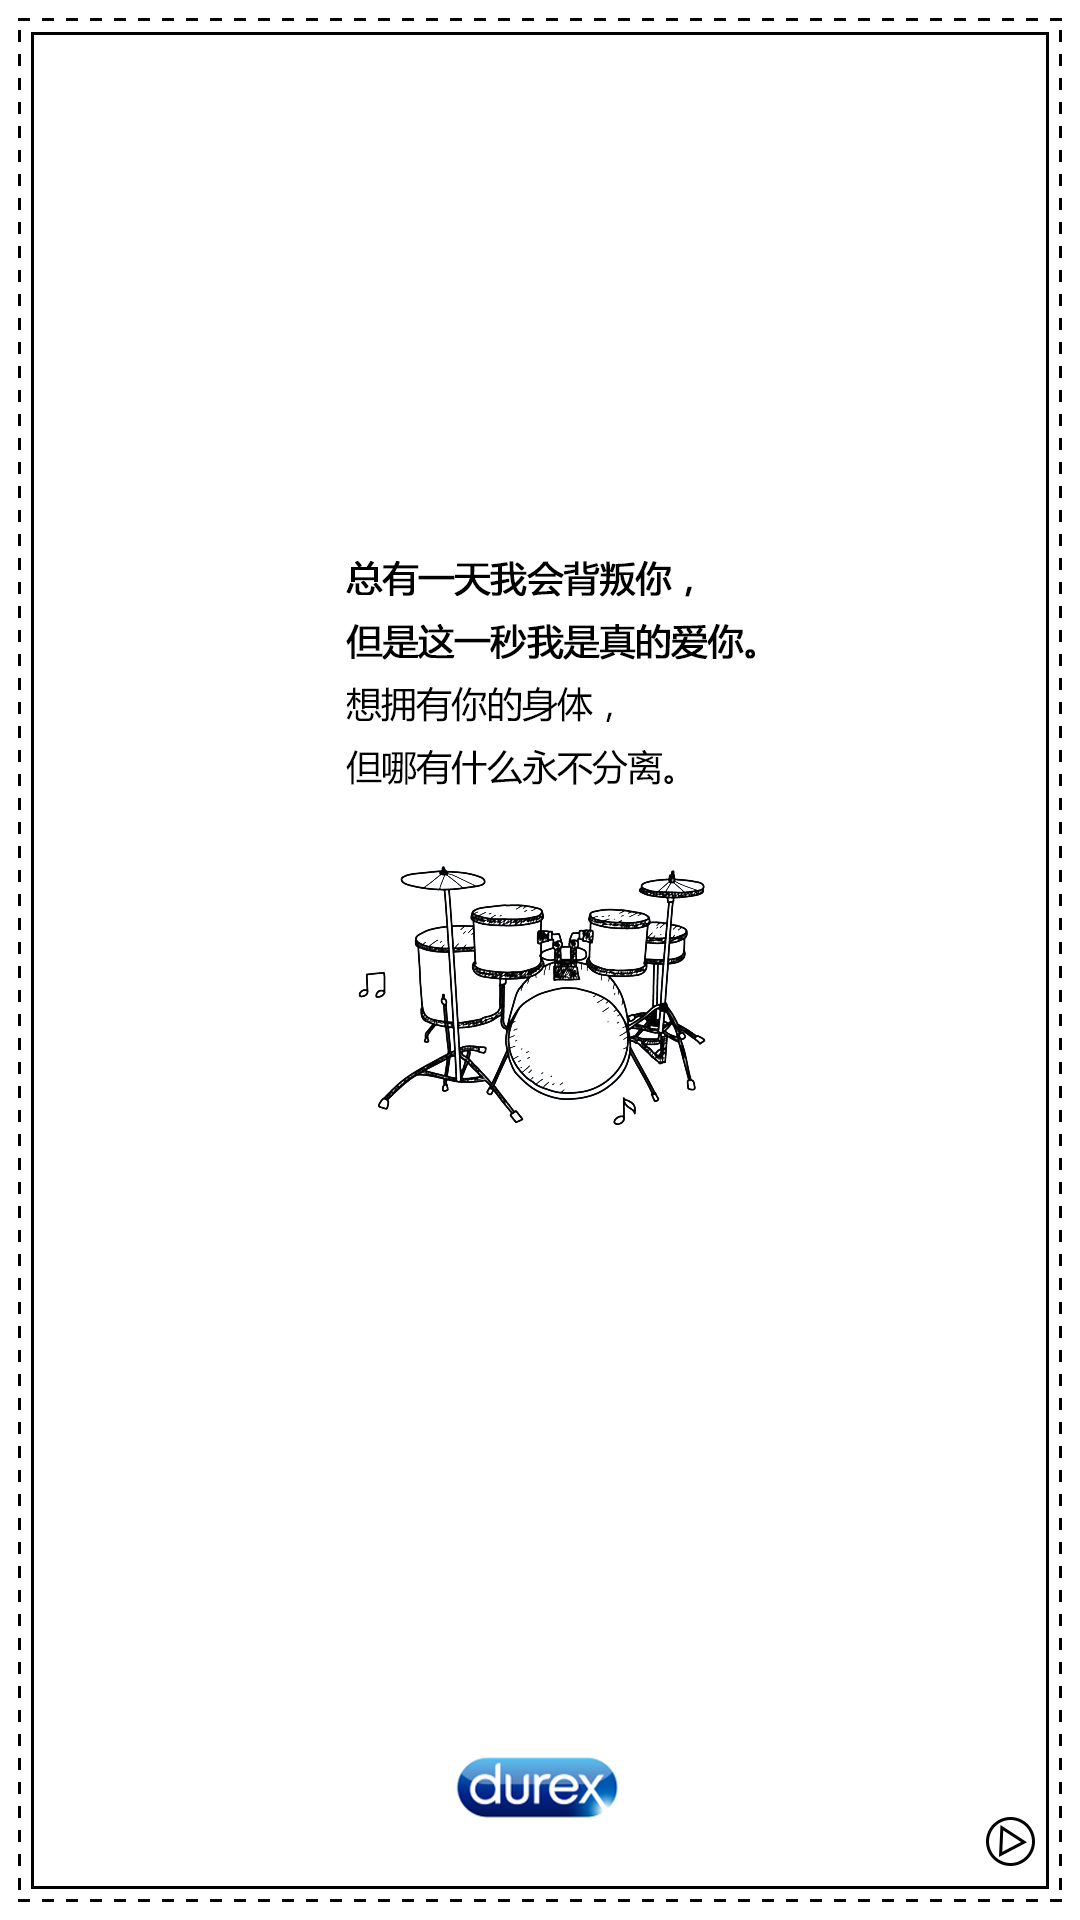 总有一天我会背叛你，
但是这一秒我是真的爱你。
想拥有你的身体，
但哪有什么永不分离。
durex